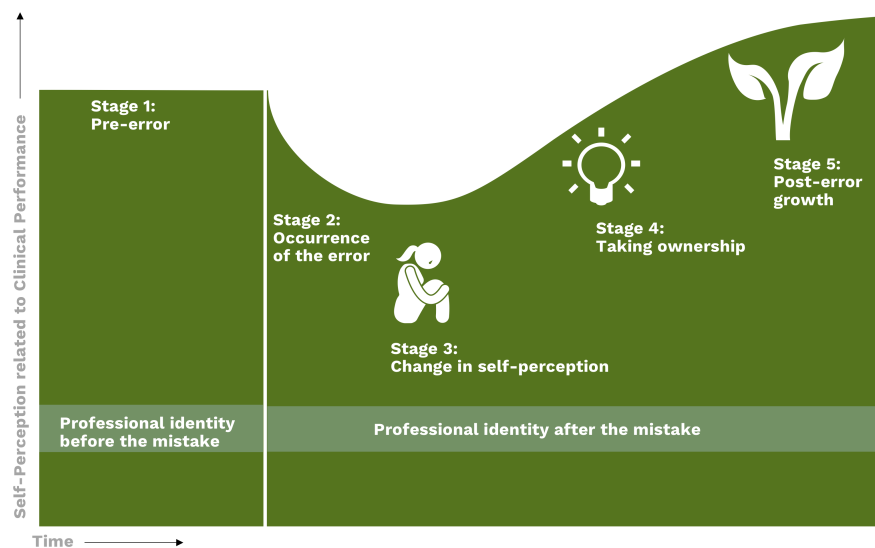 Self-Perception related to Clinical Performance
Stage 1:
Pre-error
Stage 2:
Occurrence
of the error
Stage 3:
Change in self-perception
Stage 4:
Taking ownership
Stage 5:
Post-error
growth
Professional identity
before the mistake
Professional identity after the mistake
Time